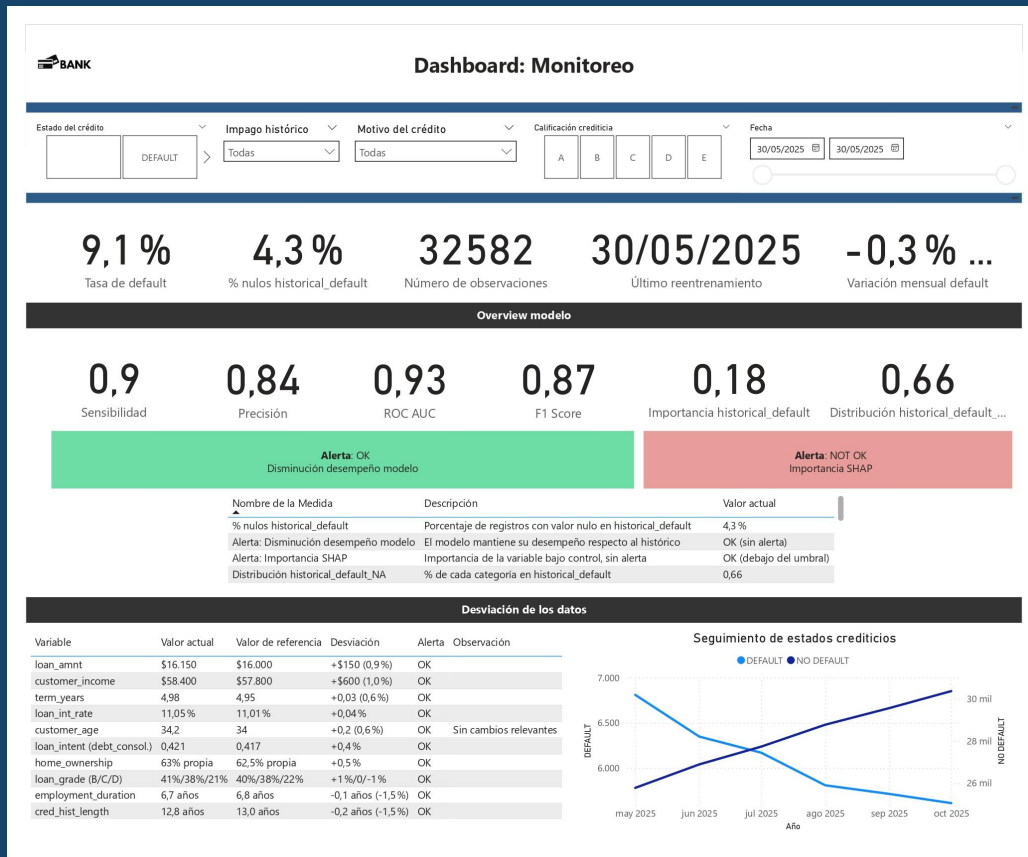 BANK
Dashboard: Monitoreo
Estado del crédito
DEFAULT
Impago histórico
Todas
Motivo del crédito
Todas
Calificación crediticia
A B C D E
Fecha
30/05/2025 30/05/2025
9,1 % 4,3 % 32582 30/05/2025 -0,3 % ...
Tasa de default % nulos historical_default Número de observaciones Último reentrenamiento Variación mensual default
Overview modelo
0,9 0,84 0,93 0,87 0,18 0,66
Sensibilidad Precisión ROC AUC F1 Score Importancia historical_default Distribución historical_default_...
Alerta: OK
Disminución desempeño modelo
Alerta: NOT OK
Importancia SHAP
Nombre de la Medida Descripción Valor actual
% nulos historical_default Porcentaje de registros con valor nulo en historical_default 4,3 %
Alerta: Disminución desempeño modelo El modelo mantiene su desempeño respecto al histórico OK (sin alerta)
Alerta: Importancia SHAP Importancia de la variable bajo control, sin alerta OK (debajo del umbral)
Distribución historical_default_NA % de cada categoría en historical_default 0,66
Desviación de los datos
Variable Valor actual Valor de referencia Desviación Alerta Observación
loan_amnt $16.150 $16.000 +$150 (0,9%) OK
customer_income $58.400 $57.800 +$600 (1,0%) OK
term_years 4,98 4,95 +0,03 (0,6%) OK
loan_int_rate 11,05% 11,01% +0,04% OK
customer_age 34,2 34 +0,2 (0,6%) OK Sin cambios relevantes
loan_intent (debt_consol.) 0,421 0,417 +0,4% OK
home_ownership 63% propia 62,5% propia +0,5% OK
loan_grade (B/C/D) 41%/38%/21% 40%/38%/22% +1%/0/-1% OK
employment_duration 6,7 años 6,8 años -0,1 años (-1,5%) OK
cred_hist_length 12,8 años 13,0 años -0,2 años (-1,5%) OK
Seguimiento de estados crediticios
DEFAULT NO DEFAULT
7.000
6.500
6.000
DEFAULT
30 mil
28 mil
26 mil
NO DEFAULT
may 2025 jun 2025 jul 2025 ago 2025 sep 2025 oct 2025
Año